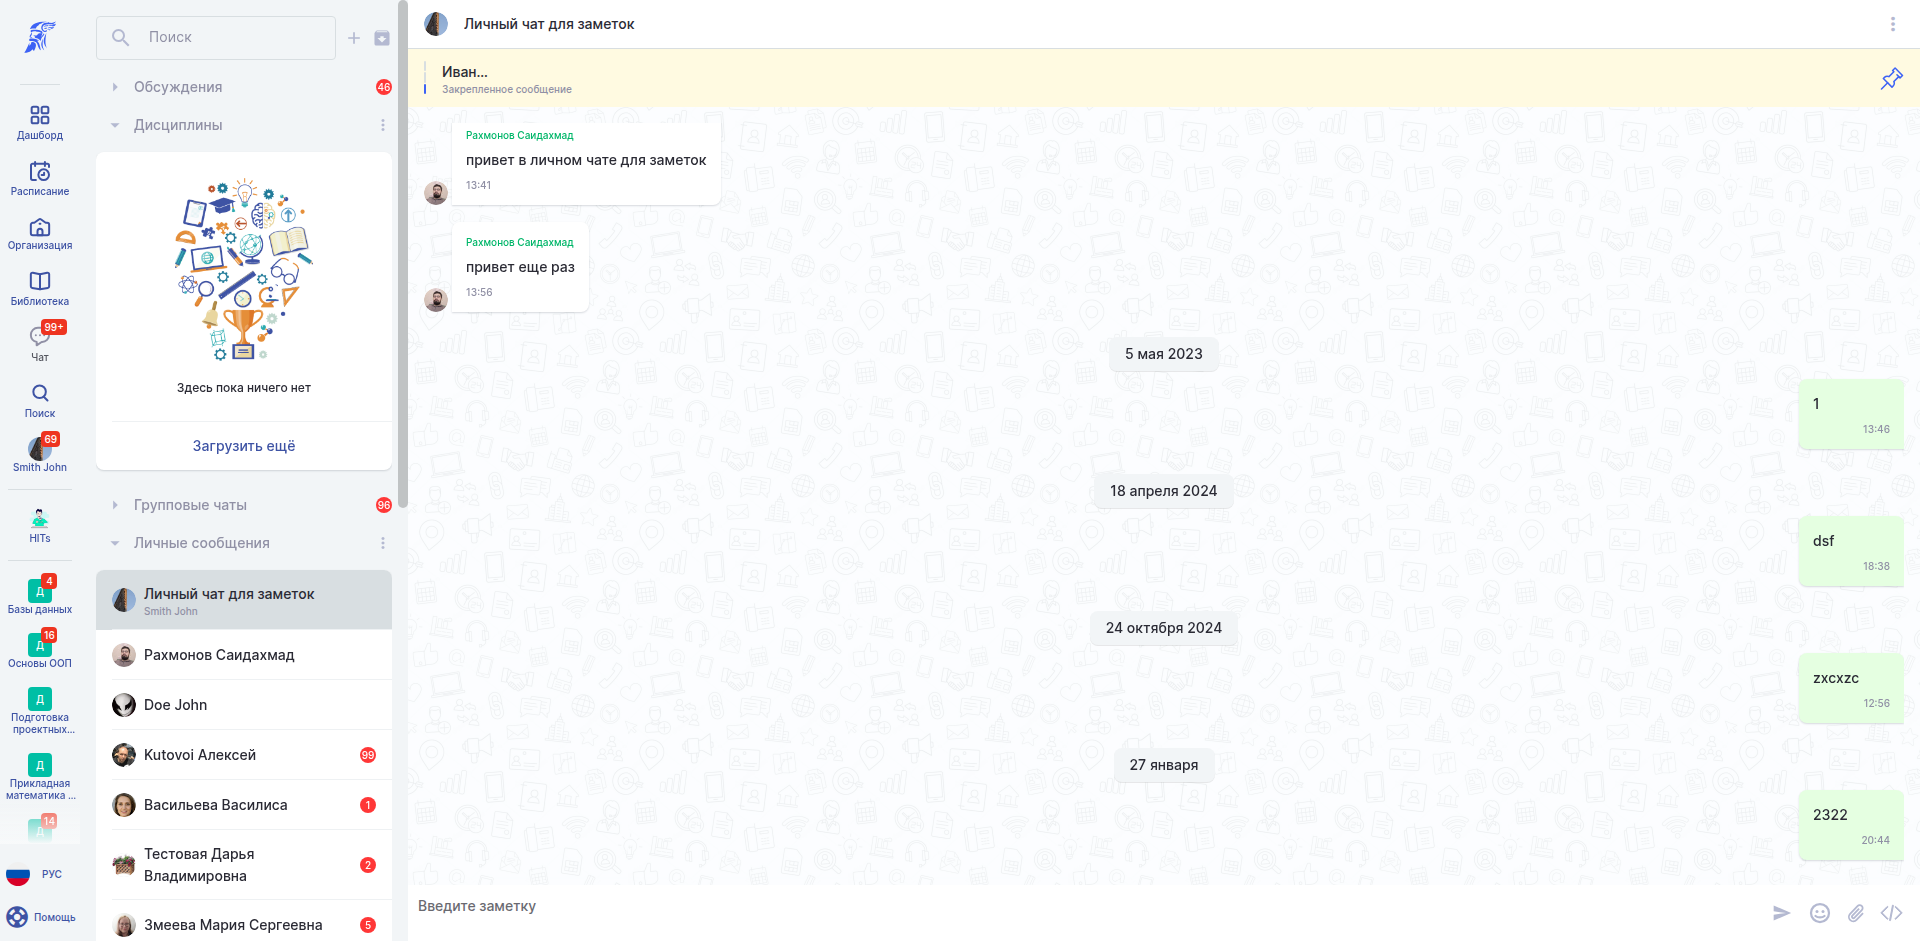 Дашборд
Расписание
Организация
Библиотека
99+
Чат
Поиск
69
Smith John
HITs
4
Д
Базы данных
16
Д
Основы ООП
Д
Подготовка
проектных...
Д
Прикладная
математика ...
14
Д
РУС
Помощь
Поиск
Обсуждения
46
Дисциплины
Здесь пока ничего нет
Загрузить ещё
Групповые чаты
96
Личные сообщения
Личный чат для заметок
Smith John
Рахмонов Саидахмад
Doe John
Kutovoi Алексей
99
Васильева Василиса
1
Тестовая Дарья
Владимировна
2
Змеева Мария Сергеевна
5
Личный чат для заметок
Иван...
Закрепленное сообщение
Рахмонов Саидахмад
привет в личном чате для заметок
13:41
Рахмонов Саидахмад
привет еще раз
13:56
5 мая 2023
1
13:46
18 апреля 2024
dsf
18:38
24 октября 2024
zxcxzc
12:56
27 января
2322
20:44
Введите заметку